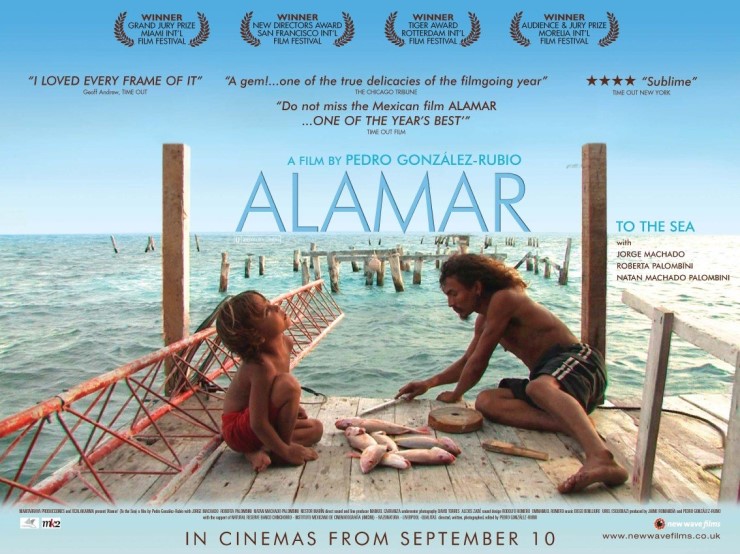 WINNER
GRAND JURY PRIZE
MIAMI INT'L
FILM FESTIVAL
WINNER
NEW DIRECTORS AWARD
SAN FRANCISCO INT'L
FILM FESTIVAL
WINNER
TIGER AWARD
ROTTERDAM INT'L
FILM FESTIVAL
WINNER
AUDIENCE & JURY PRIZE
MORELIA INT'L
FILM FESTIVAL
"I LOVED EVERY FRAME OF IT"
Geoff Andrew, TIME OUT
"A gem!...one of the true delicacies of the filmgoing year"
THE CHICAGO TRIBUNE
★★★★ "Sublime"
TIME OUT NEW YORK
"Do not miss the Mexican film ALAMAR
...ONE OF THE YEAR'S BEST'"
TIME OUT FILM
A FILM BY PEDRO GONZÁLEZ-RUBIO
ALAMAR
TO THE SEA
with
JORGE MACHADO
ROBERTA PALOMBÍNI
NATAN MACHADO PALOMBINI
mk2
IN CINEMAS FROM SEPTEMBER 10
new wave films
www.newwavefilms.co.uk